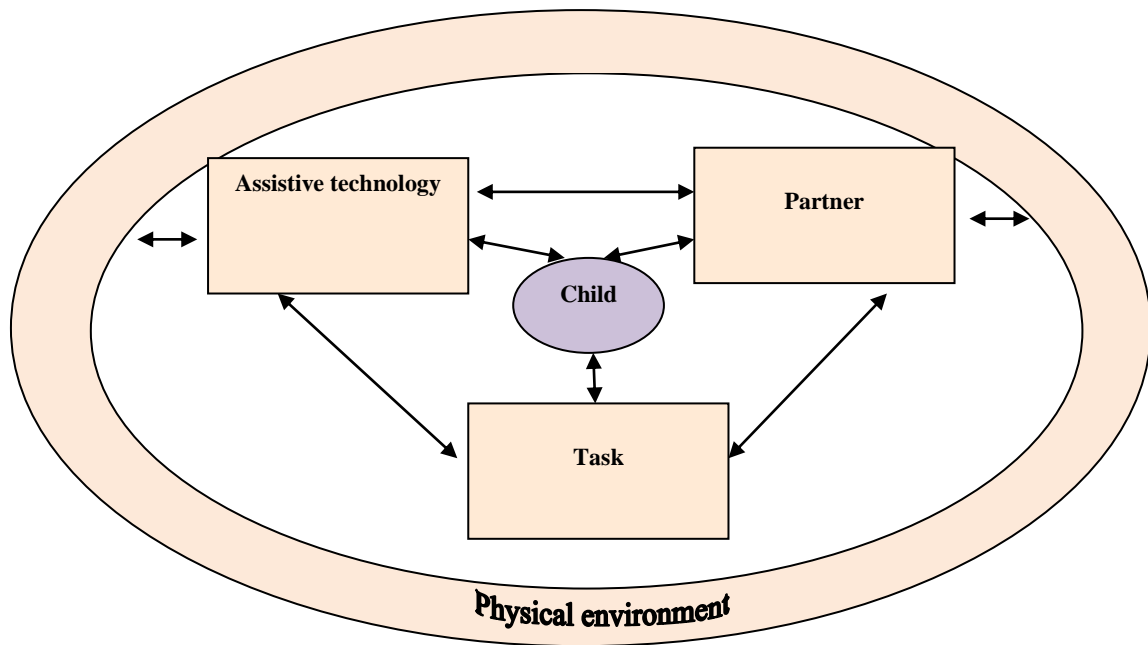 Assistive technology
Partner
Child
Task
Physical environment